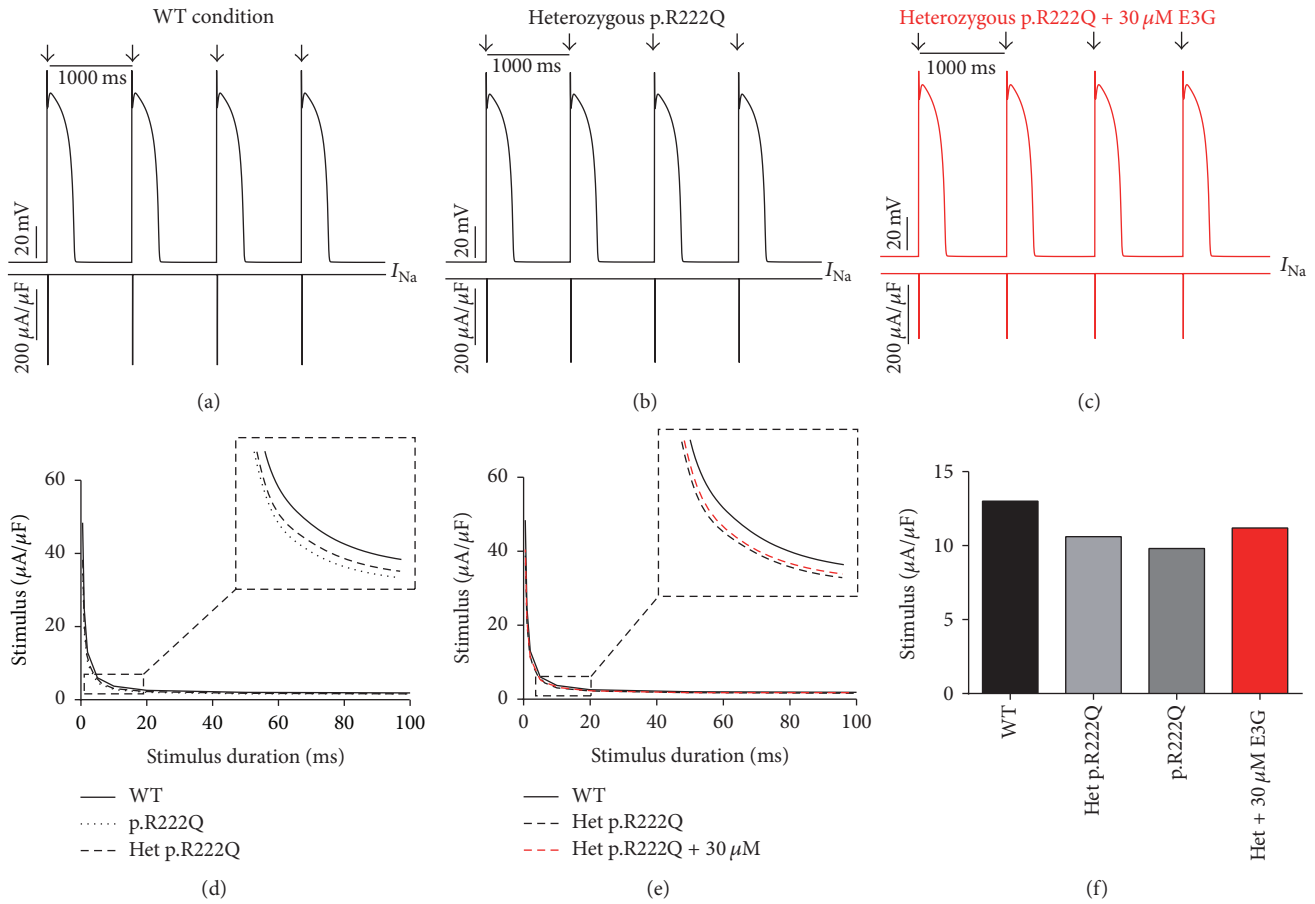 WT condition
1000 ms
20 mV
I_Na
200 μA/μF
(a)
Heterozygous p.R222Q
1000 ms
20 mV
I_Na
200 μA/μF
(b)
Heterozygous p.R222Q + 30 μM E3G
1000 ms
20 mV
I_Na
200 μA/μF
(c)
Stimulus (μA/μF)
60
40
20
0
0 20 40 60 80 100
Stimulus duration (ms)
WT
p.R222Q
Het p.R222Q
(d)
Stimulus (μA/μF)
60
40
20
0
0 20 40 60 80 100
Stimulus duration (ms)
WT
Het p.R222Q
Het p.R222Q + 30 μM
(e)
Stimulus (μA/μF)
15
10
5
0
WT
Het p.R222Q
p.R222Q
Het + 30 μM E3G
(f)